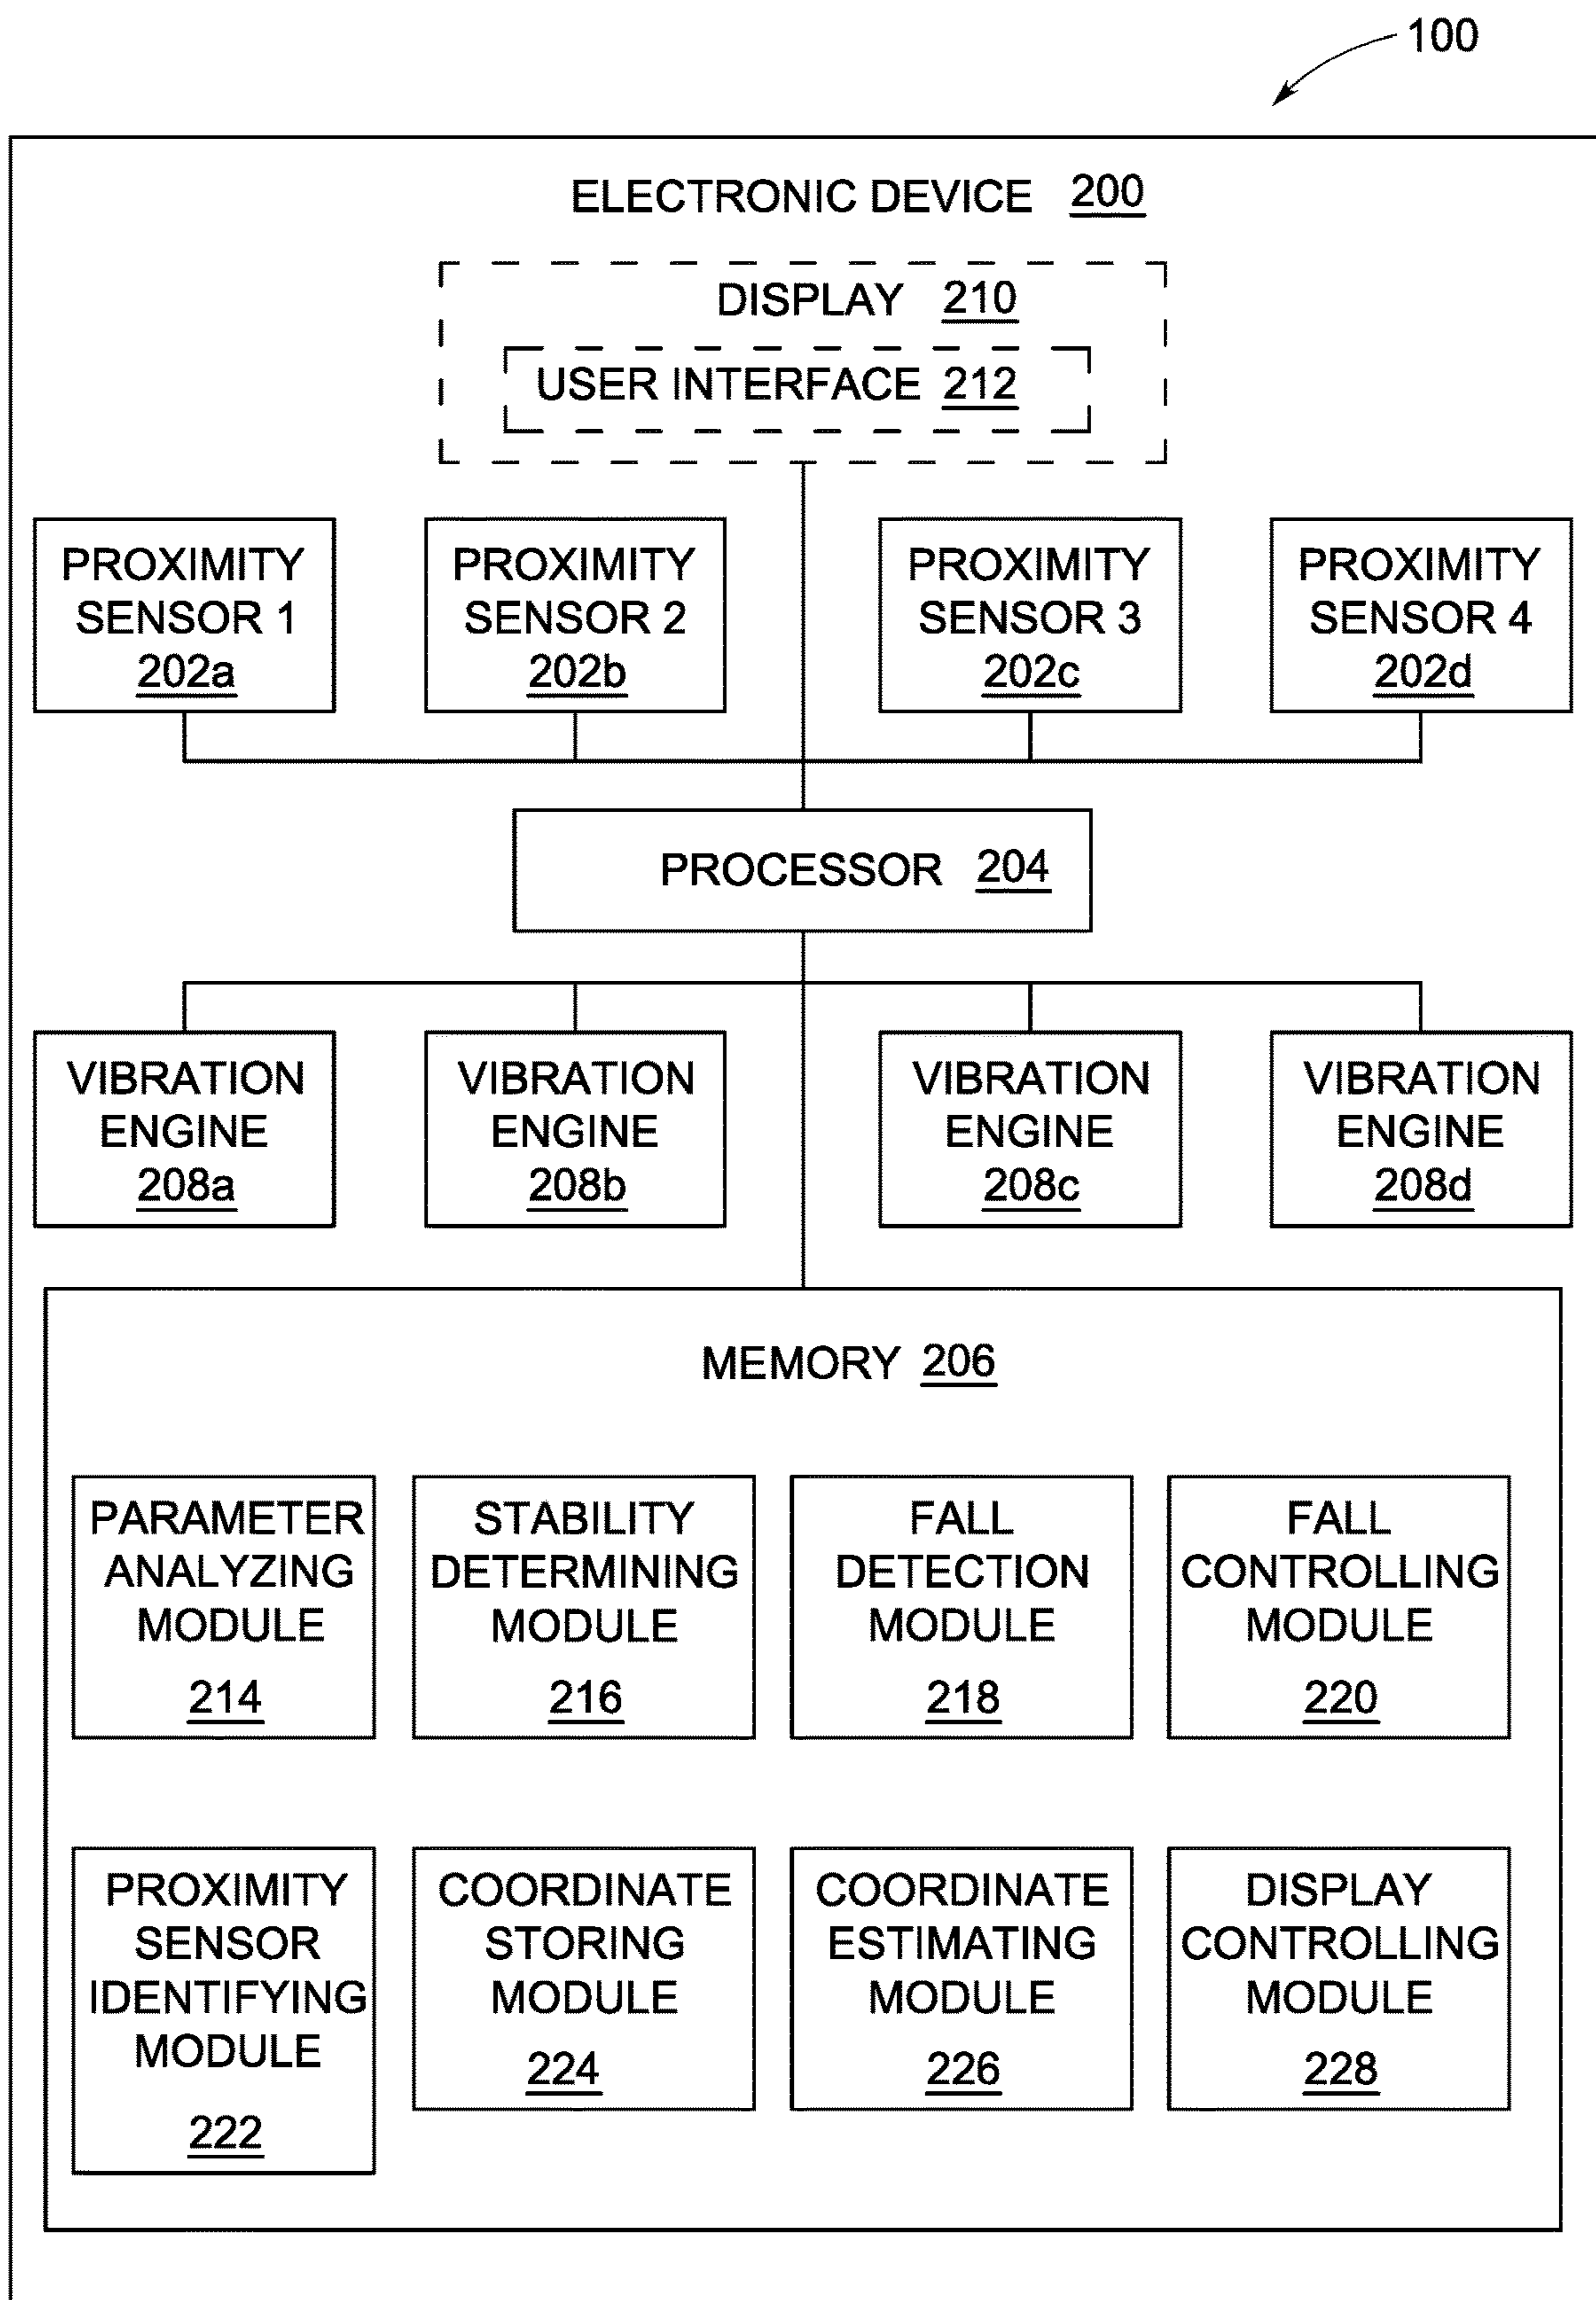 100
ELECTRONIC DEVICE 200
DISPLAY 210
USER INTERFACE 212
PROXIMITY
SENSOR 1
202a
PROXIMITY
SENSOR 2
202b
PROXIMITY
SENSOR 3
202c
PROXIMITY
SENSOR 4
202d
PROCESSOR 204
VIBRATION
ENGINE
208a
VIBRATION
ENGINE
208b
VIBRATION
ENGINE
208c
VIBRATION
ENGINE
208d
MEMORY 206
PARAMETER
ANALYZING
MODULE
214
STABILITY
DETERMINING
MODULE
216
FALL
DETECTION
MODULE
218
FALL
CONTROLLING
MODULE
220
PROXIMITY
SENSOR
IDENTIFYING
MODULE
222
COORDINATE
STORING
MODULE
224
COORDINATE
ESTIMATING
MODULE
226
DISPLAY
CONTROLLING
MODULE
228